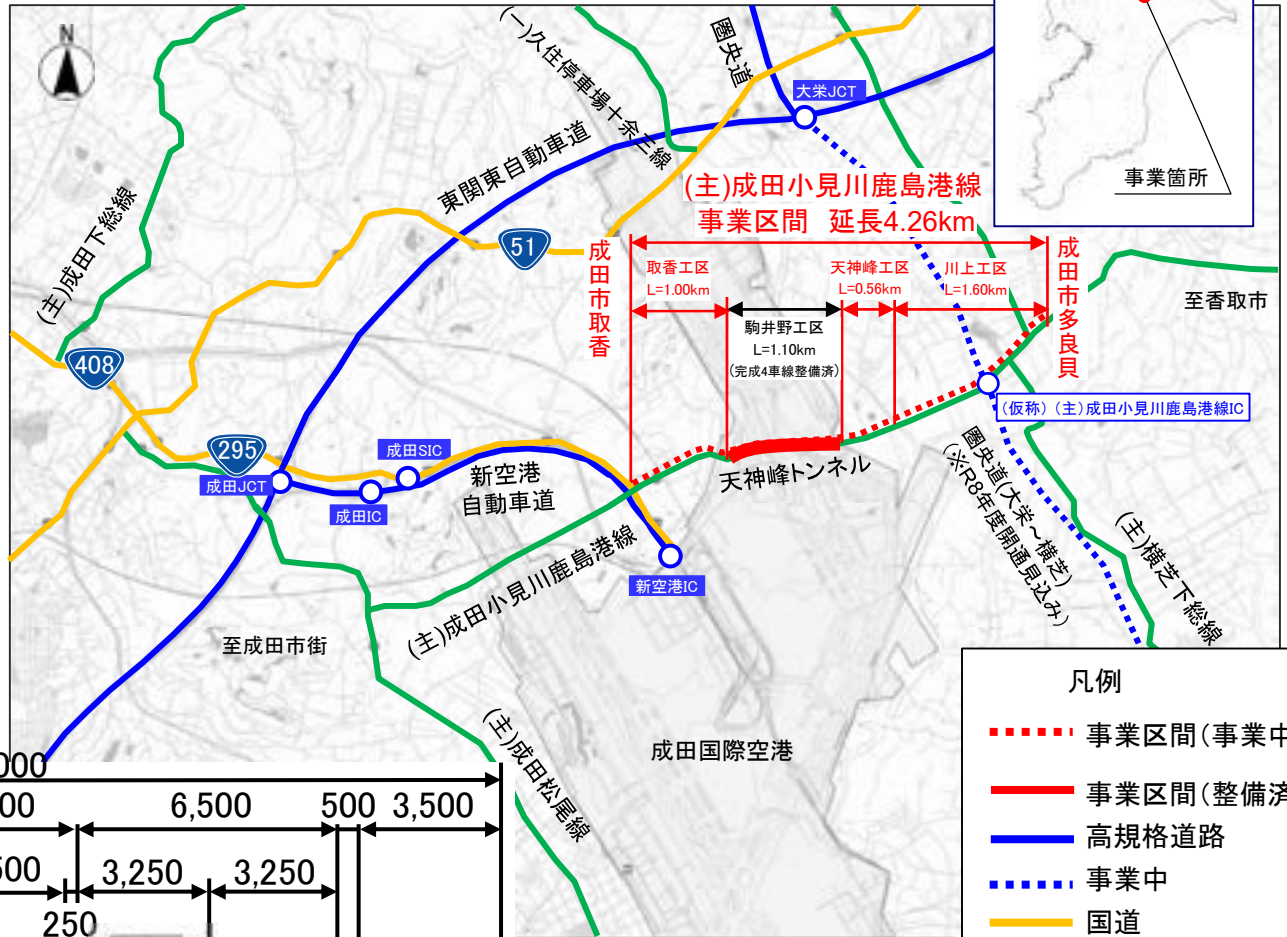 N
(一)久住停車場十余三線
圏央道
大栄JCT
事業箇所
東関東自動車道
(主)成田下総線
(主)成田小見川鹿島港線
事業区間 延長4.26km
51
成田市取香
取香工区
L=1.00km
天神峰工区
L=0.56km
川上工区
L=1.60km
成田市多良貝
至香取市
駒井野工区
L=1.10km
(完成4車線整備済)
408
(仮称)(主)成田小見川鹿島港線IC
295
成田SIC
成田JCT
成田IC
新空港
自動車道
天神峰トンネル
圏央道(大栄~横芝)
(※R8年度開通見込み)
(主)横芝下総線
新空港IC
(主)成田小見川鹿島港線
至成田市街
成田国際空港
(主)成田松尾線
凡例
事業区間(事業中
事業区間(整備済
高規格道路
事業中
国道
000
00
6,500
500
3,500
500
3,250
3,250
250